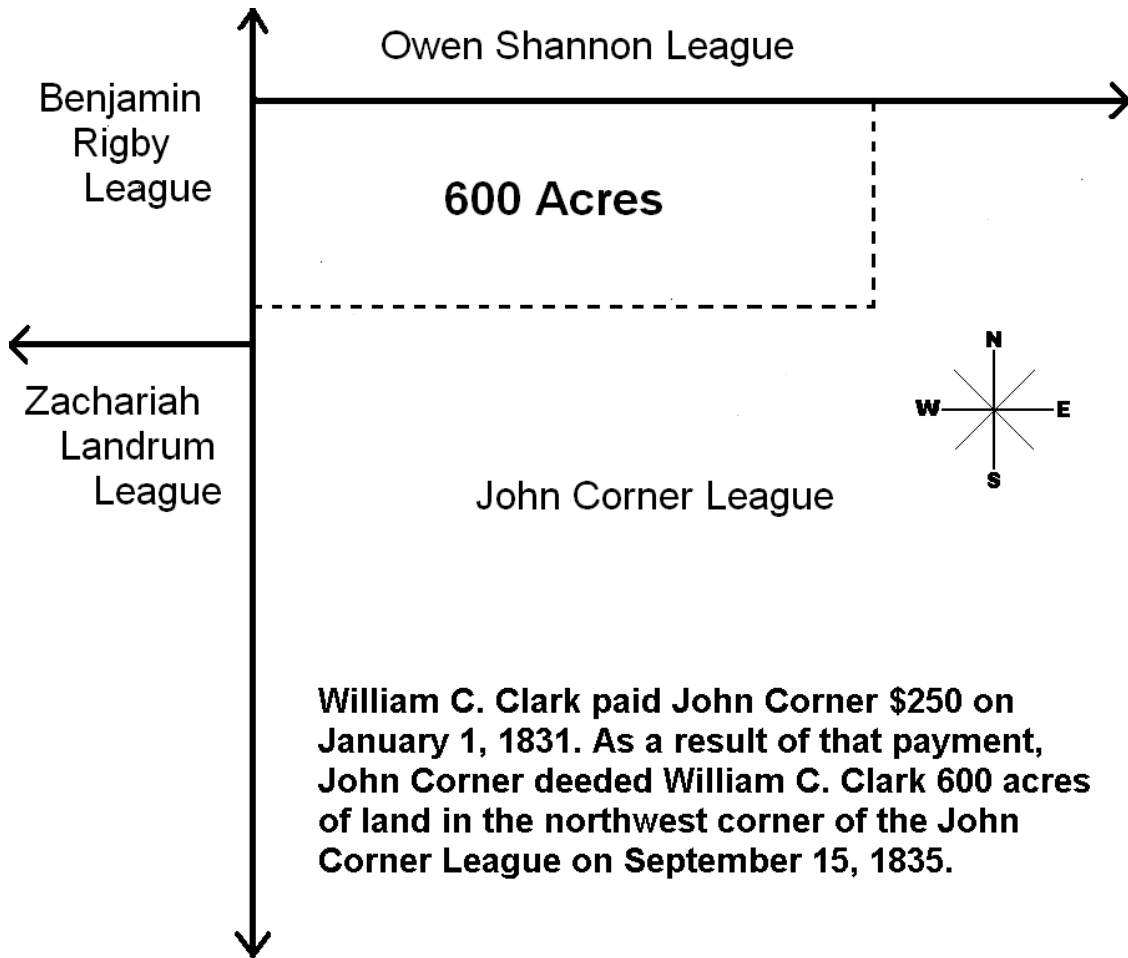 Owen Shannon League
Benjamin
Rigby
League
600 Acres
Zachariah
Landrum
League
N
W
E
S
John Corner League
William C. Clark paid John Corner $250 on
January 1, 1831. As a result of that payment,
John Corner deeded William C. Clark 600 acres
of land in the northwest corner of the John
Corner League on September 15, 1835.